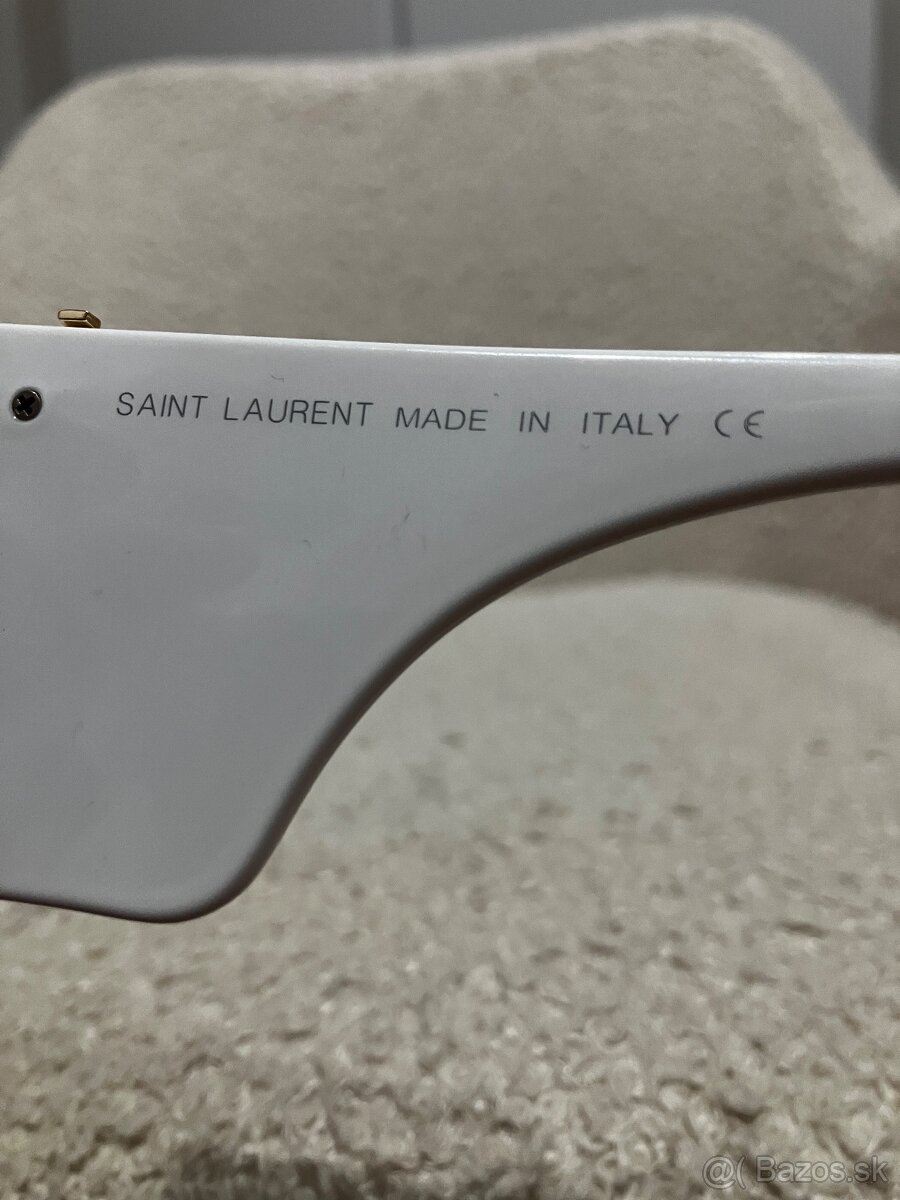 SAINT LAURENT MADE IN ITALY CE
@( Bazos.sk